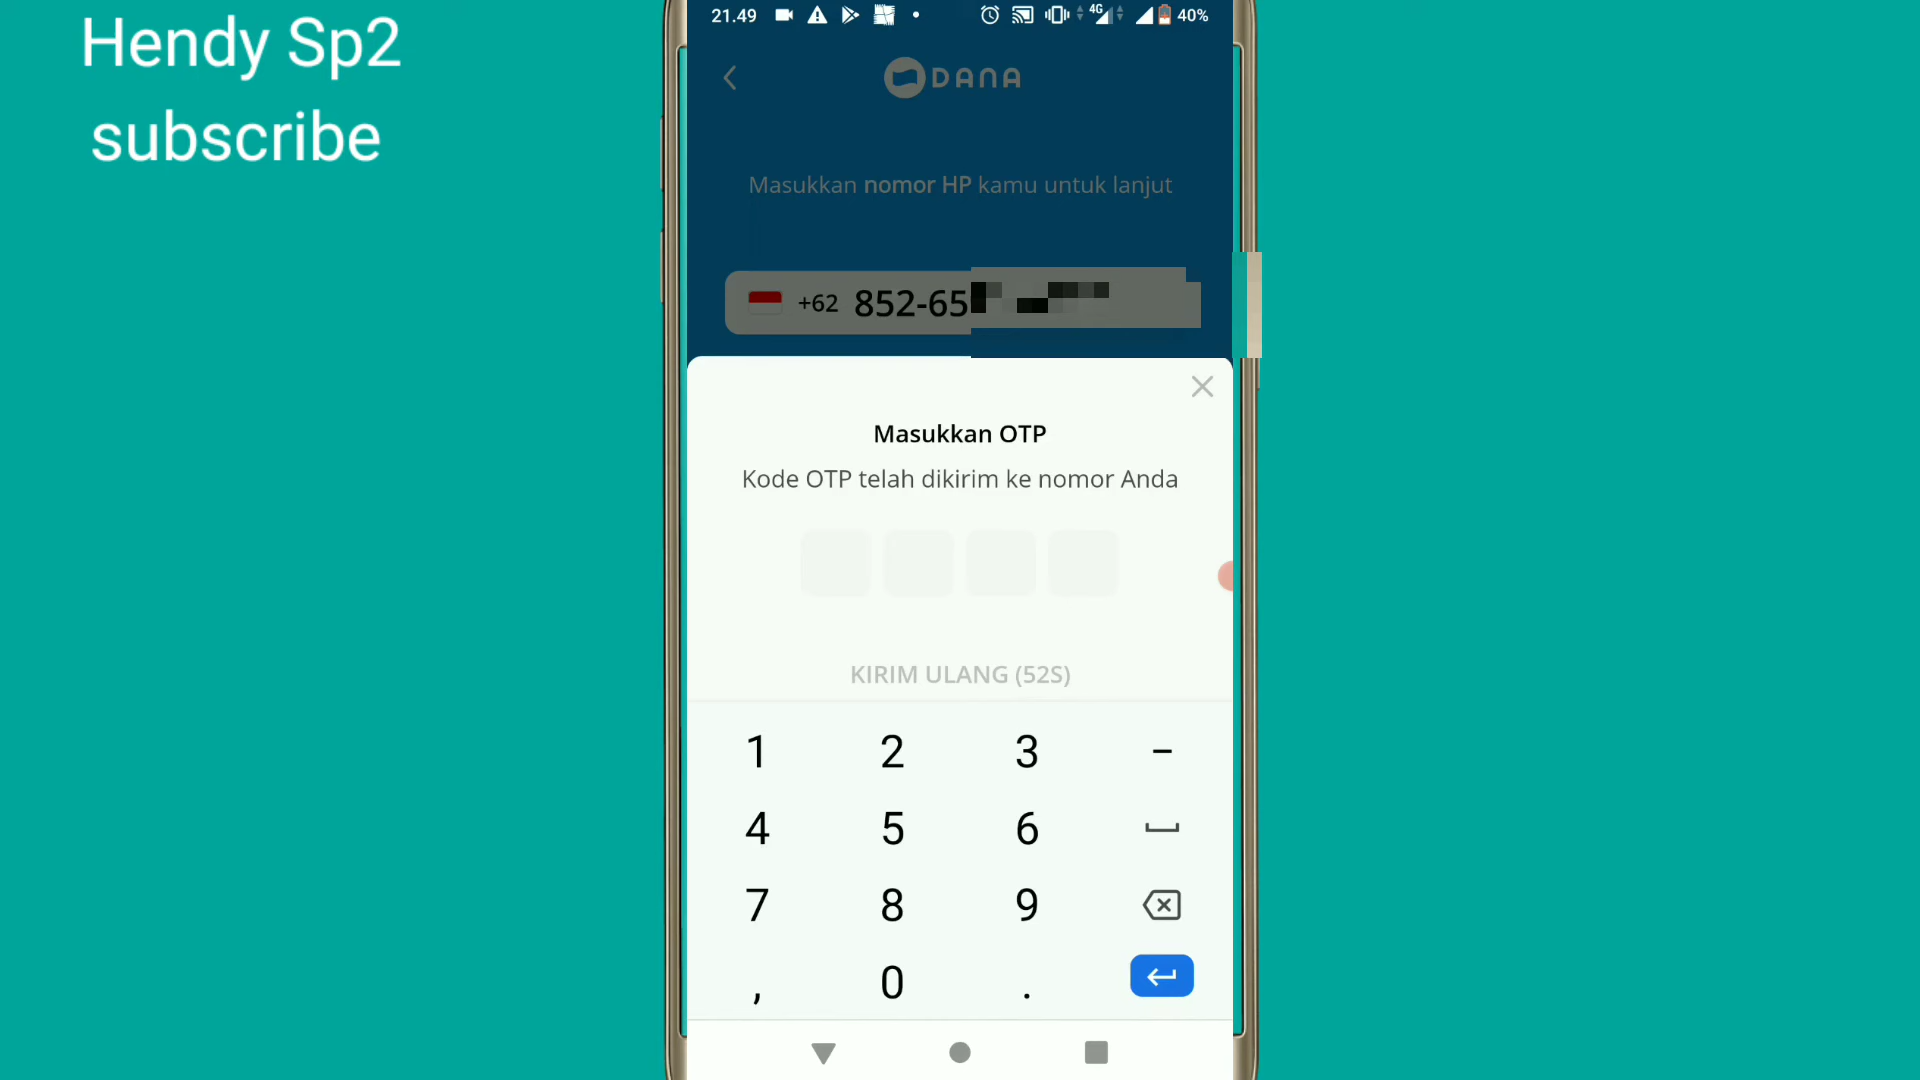 Hendy Sp2
subscribe
21.49 4G 40%
DANA
Masukkan nomor HP kamu untuk lanjut
+62 852-65
Masukkan OTP
Kode OTP telah dikirim ke nomor Anda
KIRIM ULANG (52S)
1 2 3 -
4 5 6
7 8 9
, 0 .